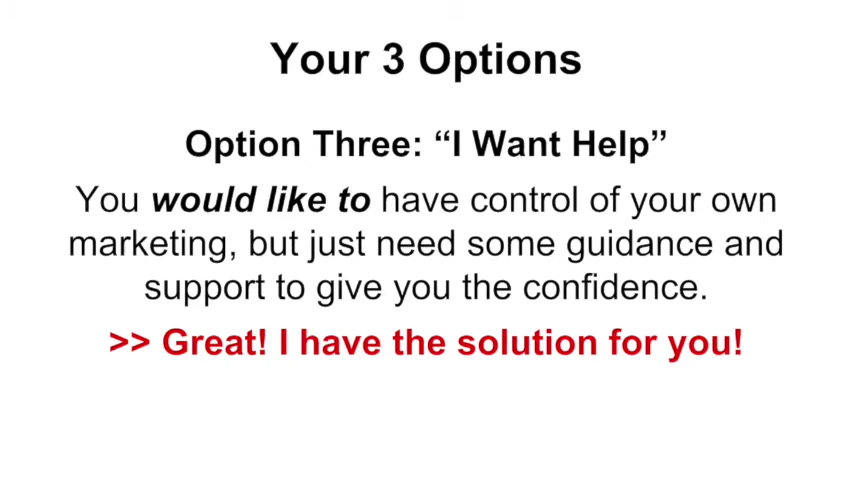 Your 3 Options
Option Three: “I Want Help”
You would like to have control of your own
marketing, but just need some guidance and
support to give you the confidence.
>> Great! I have the solution for you!